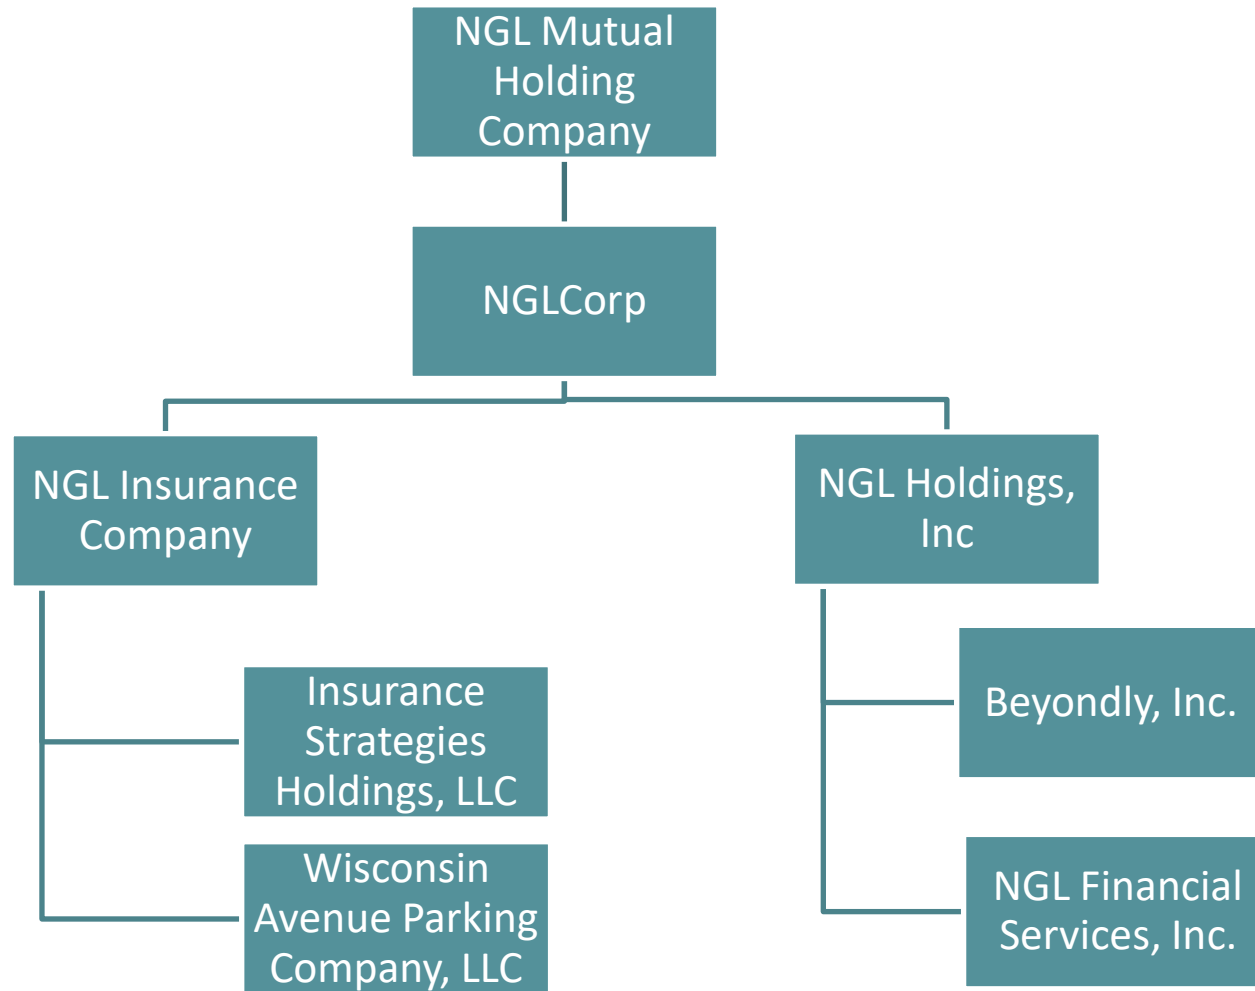 NGL Mutual
Holding
Company
NGLCorp
NGL Insurance
Company
NGL Holdings,
Inc
Insurance
Strategies
Holdings, LLC
Wisconsin
Avenue Parking
Company, LLC
Beyondly, Inc.
NGL Financial
Services, Inc.